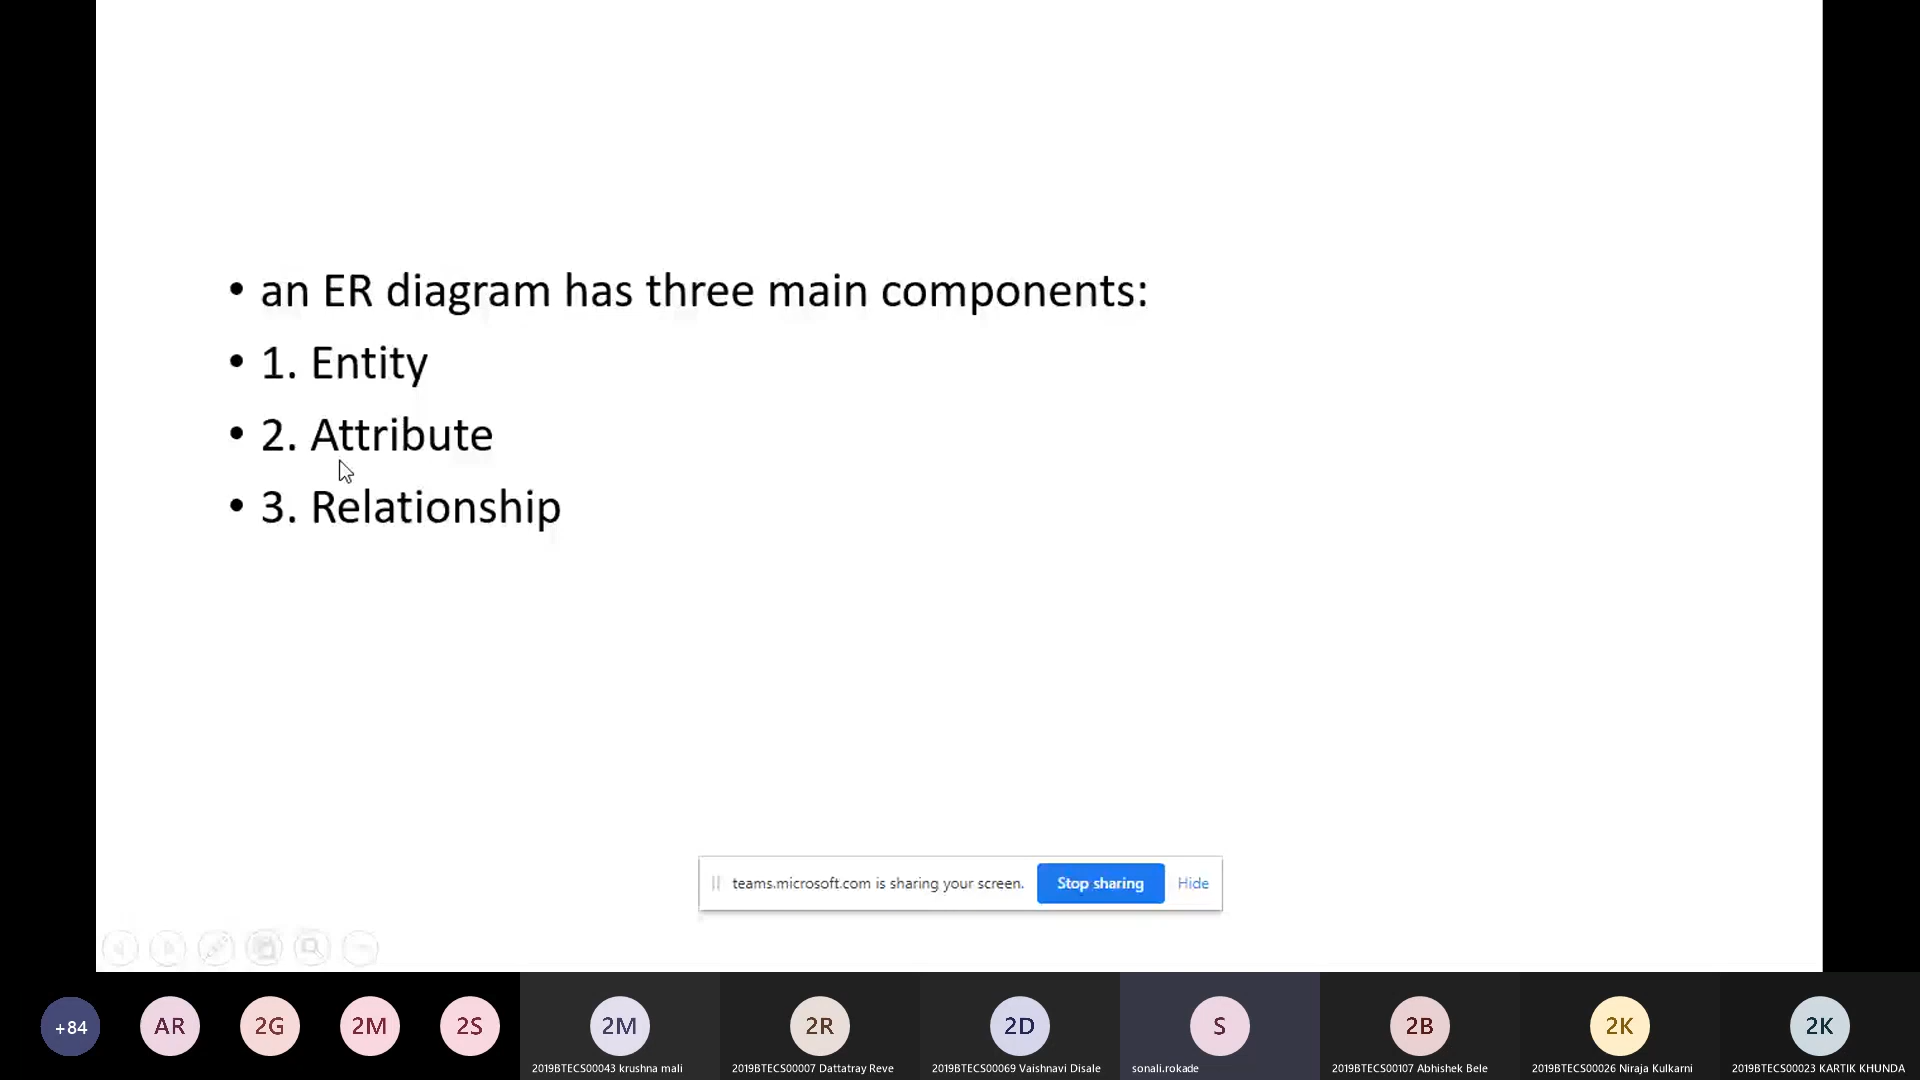 • an ER diagram has three main components:
• 1. Entity
• 2. Attribute
• 3. Relationship
teams.microsoft.com is sharing your screen. Stop sharing Hide
+84 AR 2G 2M 2S 2M 2R 2D S 2B 2K 2K
2019BTECS00043 krushna mali 2019BTECS00007 Dattatray Reve 2019BTECS00069 Vaishnavi Disale sonali.rokade 2019BTECS00107 Abhishek Bele 2019BTECS00026 Niraja Kulkarni 2019BTECS00023 KARTIK KHUNDA